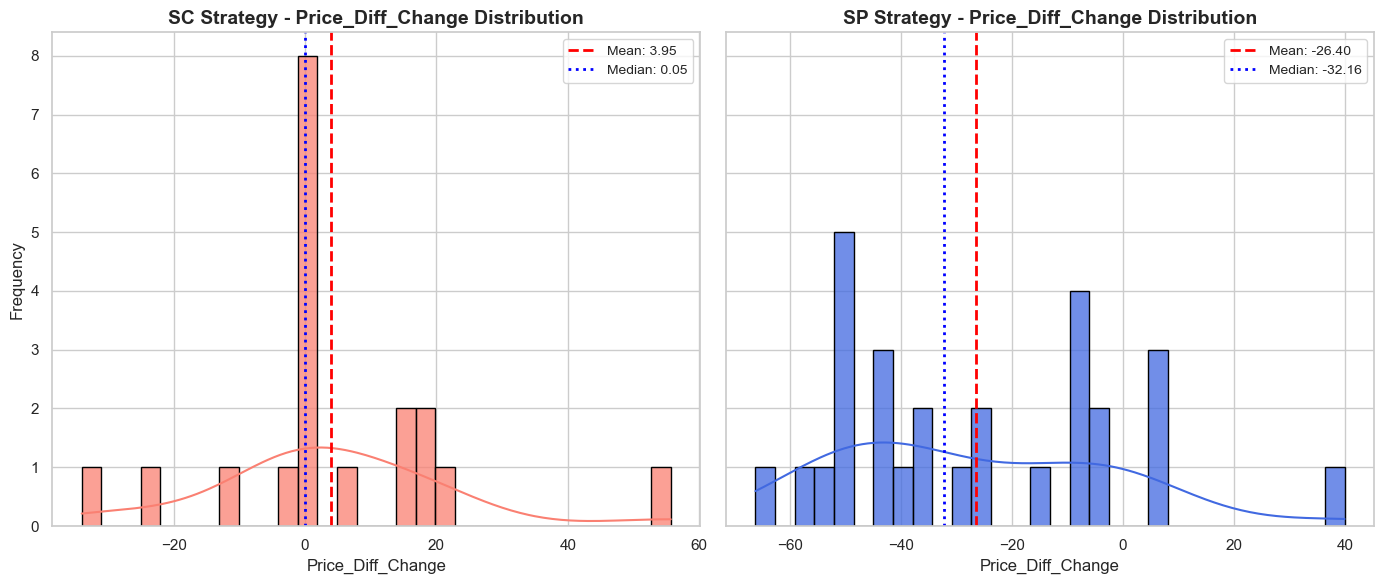 SC Strategy - Price_Diff_Change Distribution
Mean: 3.95
Median: 0.05
8
7
6
5
4
3
2
1
0
Frequency
−20
0
20
40
60
Price_Diff_Change
SP Strategy - Price_Diff_Change Distribution
Mean: -26.40
Median: -32.16
−60
−40
−20
0
20
40
Price_Diff_Change